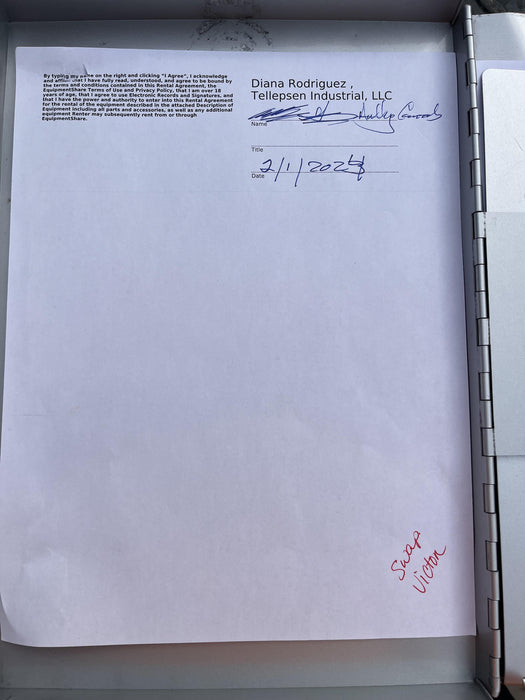 By typing my name on the right and clicking "I Agree", I acknowledge
and affirm that I have fully read, understood, and agree to be bound by
the terms and conditions contained in this Rental Agreement, the
EquipmentShare Terms of Use and Privacy Policy, that I am over 18
years of age, that I agree to use Electronic Records and Signatures, and
that I have the power and authority to enter into this Rental Agreement
for the rental of the equipment described in the attached Description of
Equipment including all parts and accessories, as well as any additional
equipment Renter may subsequently rent from or through
EquipmentShare.
Diana Rodriguez ,
Tellepsen Industrial, LLC
Name
Title
2/1/202
Date
Swap
Victor